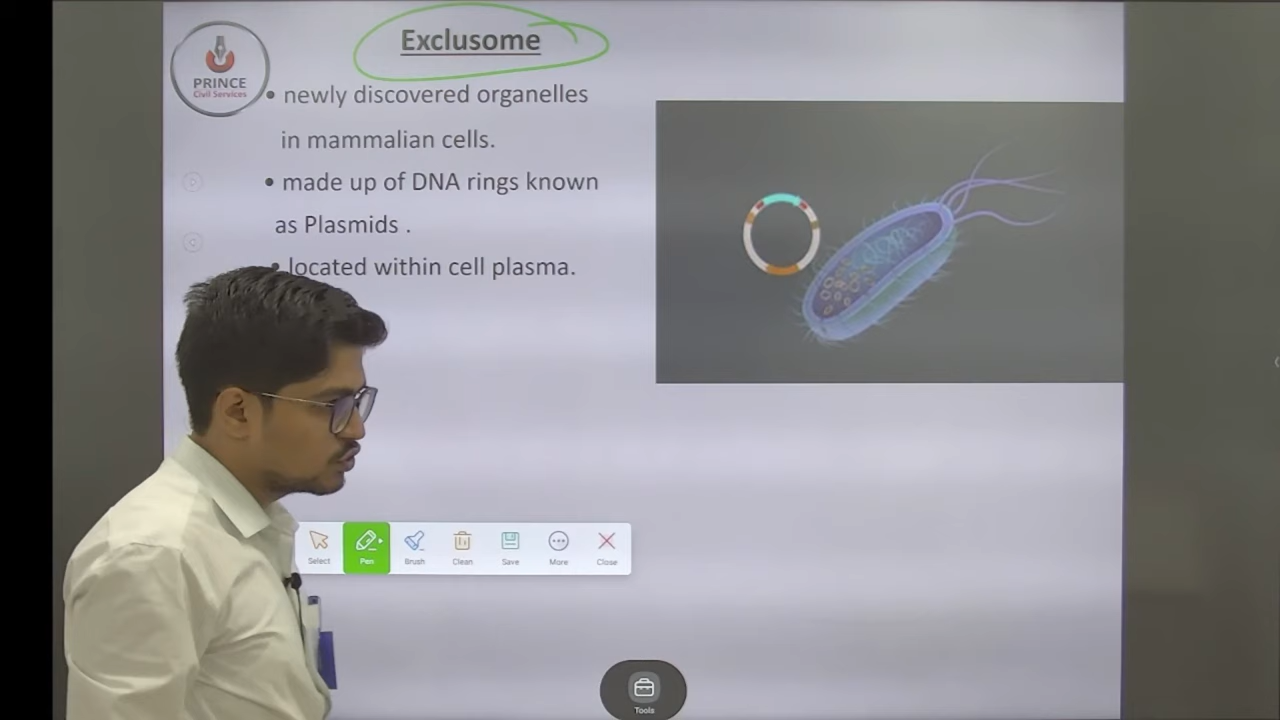 Exclusome
PRINCE
Civil Services
• newly discovered organelles
in mammalian cells.
• made up of DNA rings known
as Plasmids .
• located within cell plasma.
Select
Pen
Brush
Clean
Save
More
Close
Tools